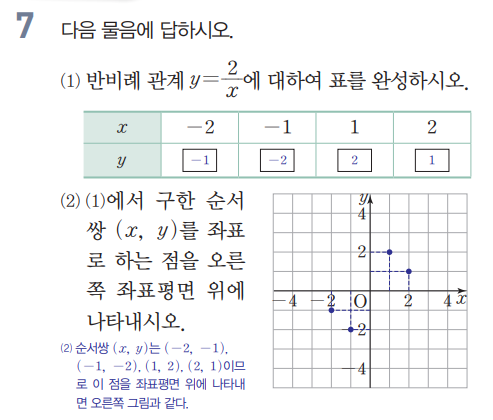 7 다음 물음에 답하시오.
(1) 반비례 관계 y=2/x에 대하여 표를 완성하시오.
x -2 -1 1 2
y -1 -2 2 1
(2) (1)에서 구한 순서
쌍 (x, y)를 좌표
로 하는 점을 오른
쪽 좌표평면 위에
나타내시오.
(2) 순서쌍 (x, y)는 (-2, -1),
(-1, -2), (1, 2), (2, 1)이므
로 이 점을 좌표평면 위에 나타내
면 오른쪽 그림과 같다.
y
4
2
-4 -2 O 2 4 x
-2
-4